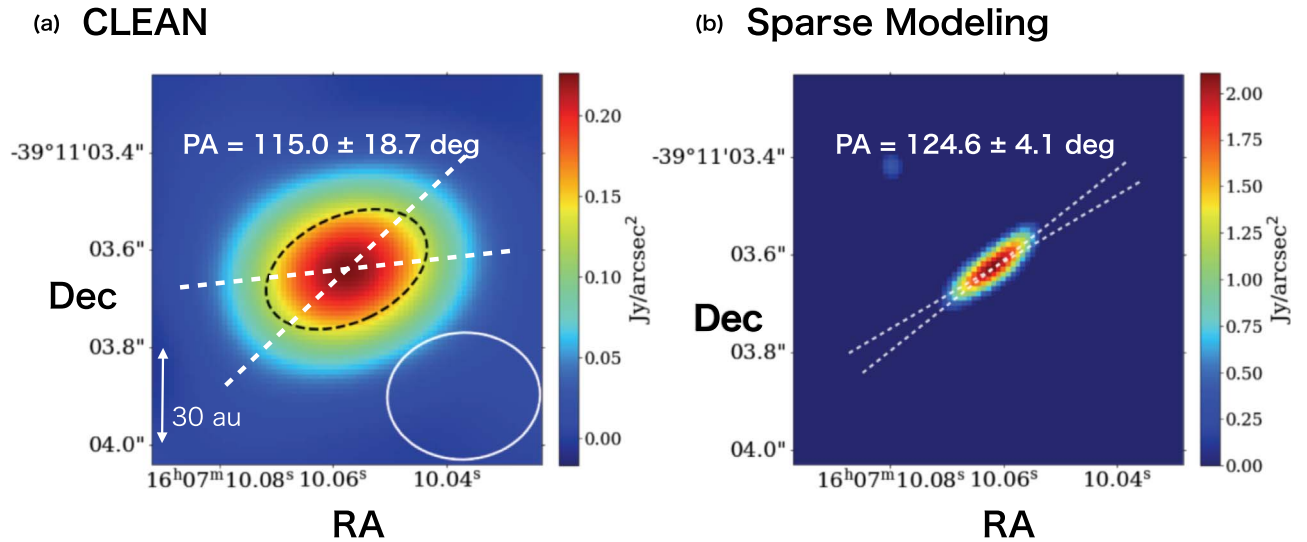 (a) CLEAN
PA = 115.0 ± 18.7 deg
-39°11'03.4"
03.6"
03.8"
04.0"
Dec
30 au
16ʰ07ᵐ10.08ˢ 10.06ˢ 10.04ˢ
RA
0.20
0.15
0.10
0.05
0.00
Jy/arcsec²
(b) Sparse Modeling
PA = 124.6 ± 4.1 deg
-39°11'03.4"
03.6"
03.8"
04.0"
Dec
16ʰ07ᵐ10.08ˢ 10.06ˢ 10.04ˢ
RA
2.00
1.75
1.50
1.25
1.00
0.75
0.50
0.25
0.00
Jy/arcsec²